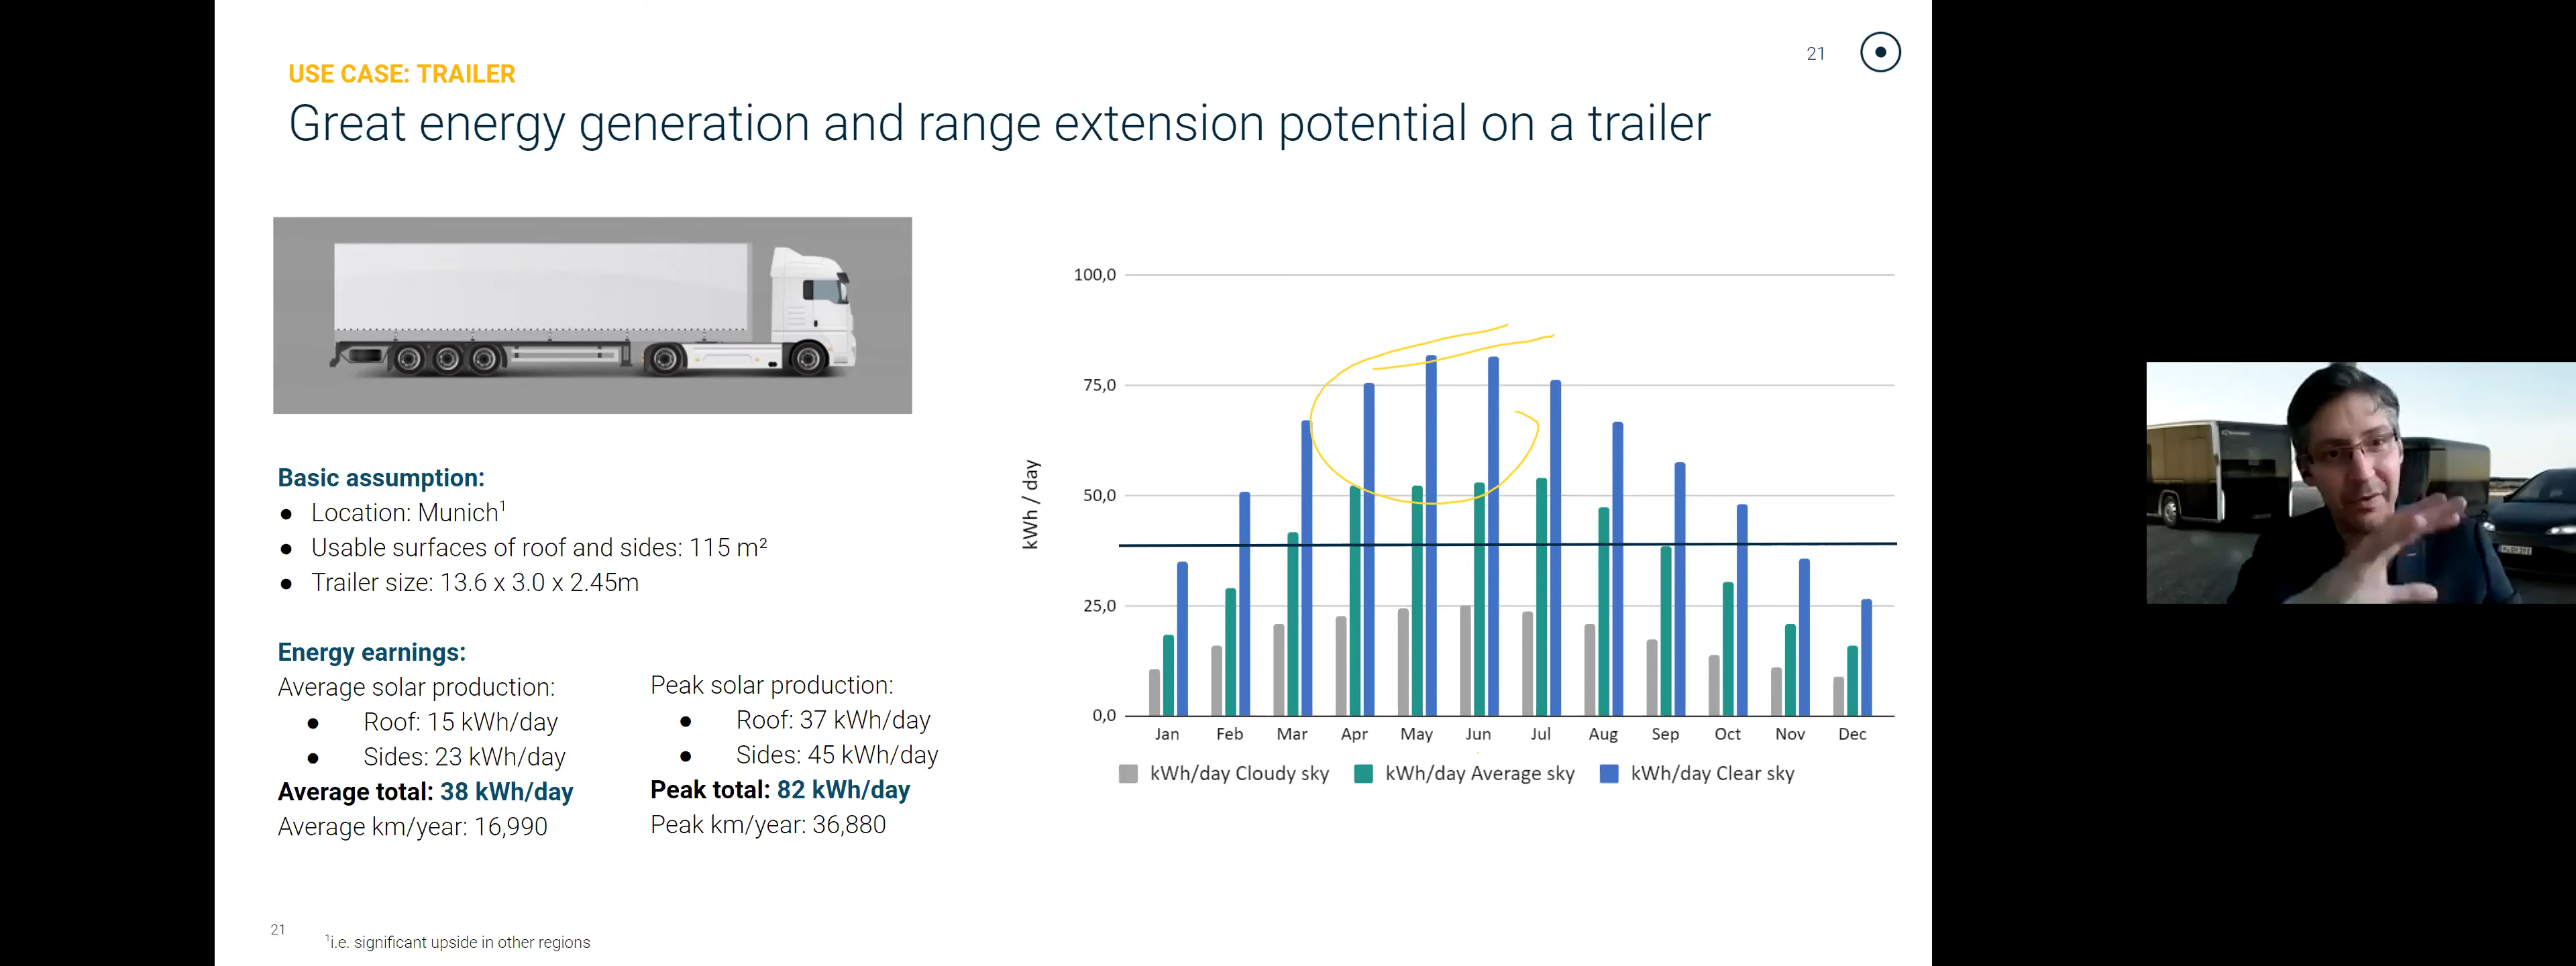 21
USE CASE: TRAILER
Great energy generation and range extension potential on a trailer
Basic assumption:
● Location: Munich¹
● Usable surfaces of roof and sides: 115 m²
● Trailer size: 13.6 x 3.0 x 2.45m
Energy earnings:
Average solar production:
● Roof: 15 kWh/day
● Sides: 23 kWh/day
Average total: 38 kWh/day
Average km/year: 16,990
Peak solar production:
● Roof: 37 kWh/day
● Sides: 45 kWh/day
Peak total: 82 kWh/day
Peak km/year: 36,880
kWh / day
100,0
75,0
50,0
25,0
0,0
Jan Feb Mar Apr May Jun Jul Aug Sep Oct Nov Dec
kWh/day Cloudy sky kWh/day Average sky kWh/day Clear sky
21
¹i.e. significant upside in other regions